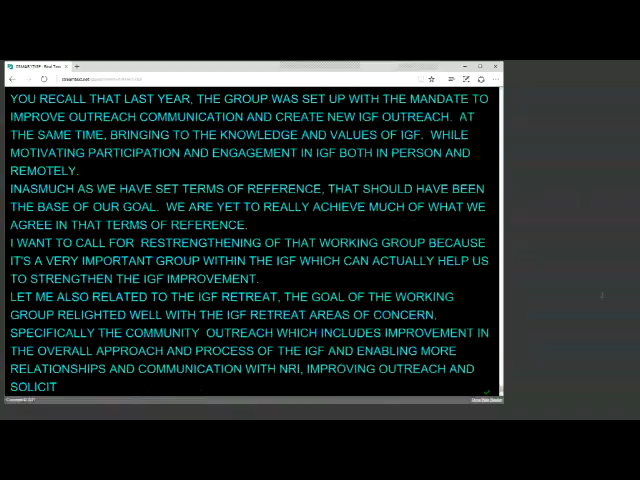 YOU RECALL THAT LAST YEAR, THE GROUP WAS SET UP WITH THE MANDATE TO
IMPROVE OUTREACH COMMUNICATION AND CREATE NEW IGF OUTREACH.  AT
THE SAME TIME, BRINGING TO THE KNOWLEDGE AND VALUES OF IGF.  WHILE
MOTIVATING PARTICIPATION AND ENGAGEMENT IN IGF BOTH IN PERSON AND
REMOTELY.
INASMUCH AS WE HAVE SET TERMS OF REFERENCE, THAT SHOULD HAVE BEEN
THE BASE OF OUR GOAL.  WE ARE YET TO REALLY ACHIEVE MUCH OF WHAT WE
AGREE IN THAT TERMS OF REFERENCE.
I WANT TO CALL FOR  RESTRENGTHENING OF THAT WORKING GROUP BECAUSE
IT'S A VERY IMPORTANT GROUP WITHIN THE IGF WHICH CAN ACTUALLY HELP US
TO STRENGTHEN THE IGF IMPROVEMENT.
LET ME ALSO RELATED TO THE IGF RETREAT, THE GOAL OF THE WORKING
GROUP RELIGHTED WELL WITH THE IGF RETREAT AREAS OF CONCERN,
SPECIFICALLY THE COMMUNITY  OUTREACH WHICH INCLUDES IMPROVEMENT IN
THE OVERALL APPROACH AND PROCESS OF THE IGF AND ENABLING MORE
RELATIONSHIPS AND COMMUNICATION WITH NRI, IMPROVING OUTREACH AND
SOLICIT